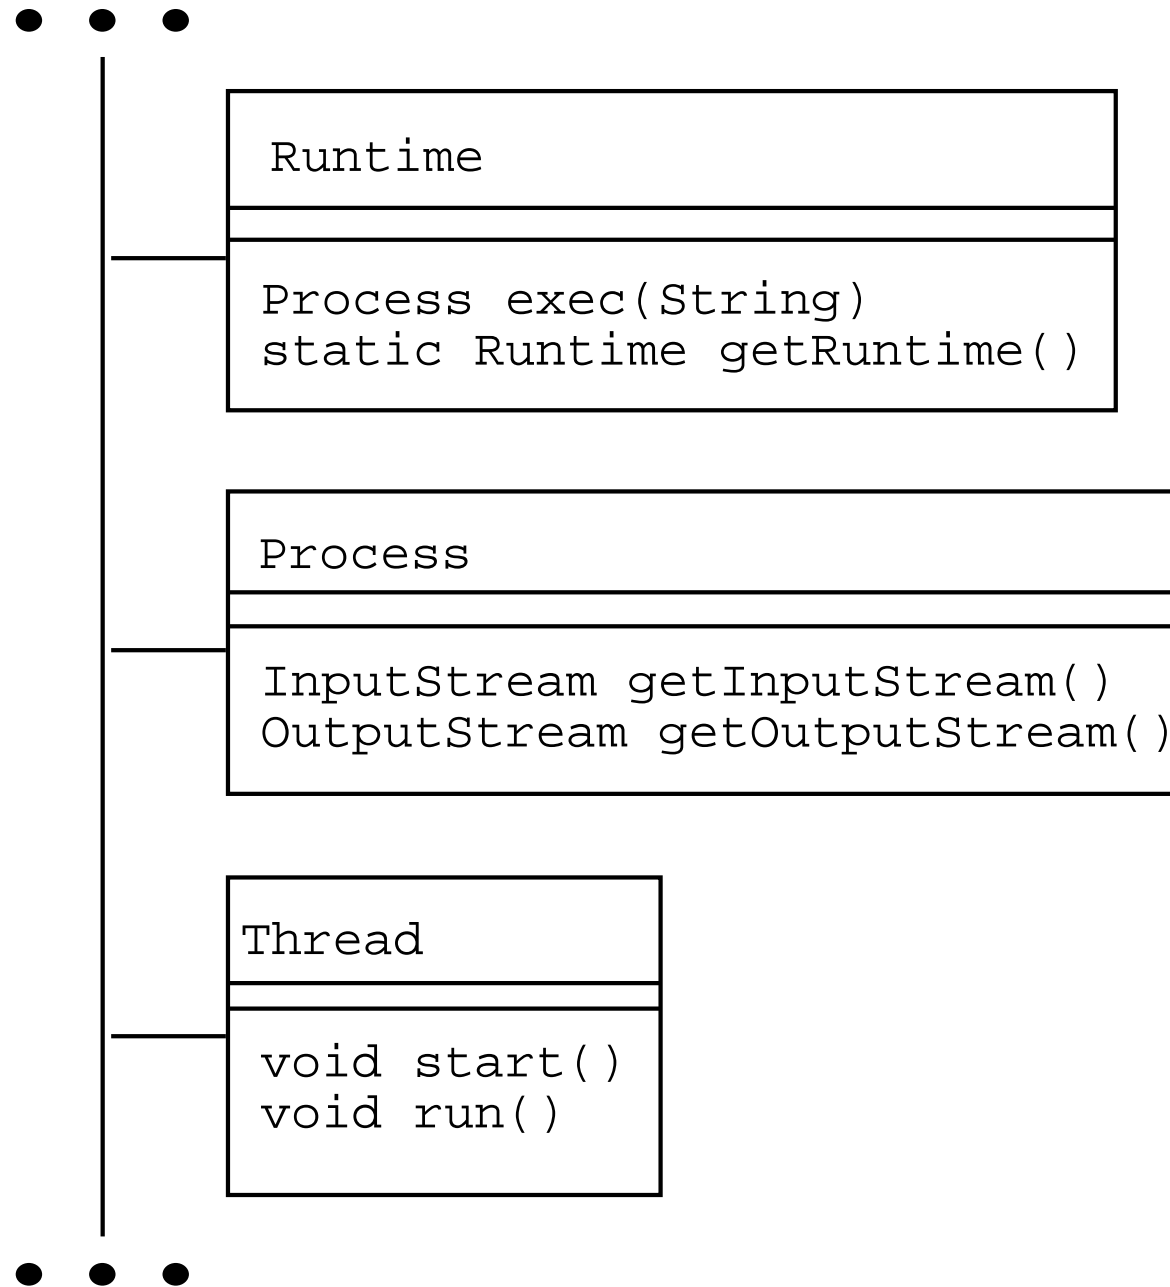 Runtime
Process exec(String)
static Runtime getRuntime()
Process
InputStream getInputStream()
OutputStream getOutputStream()
Thread
void start()
void run()